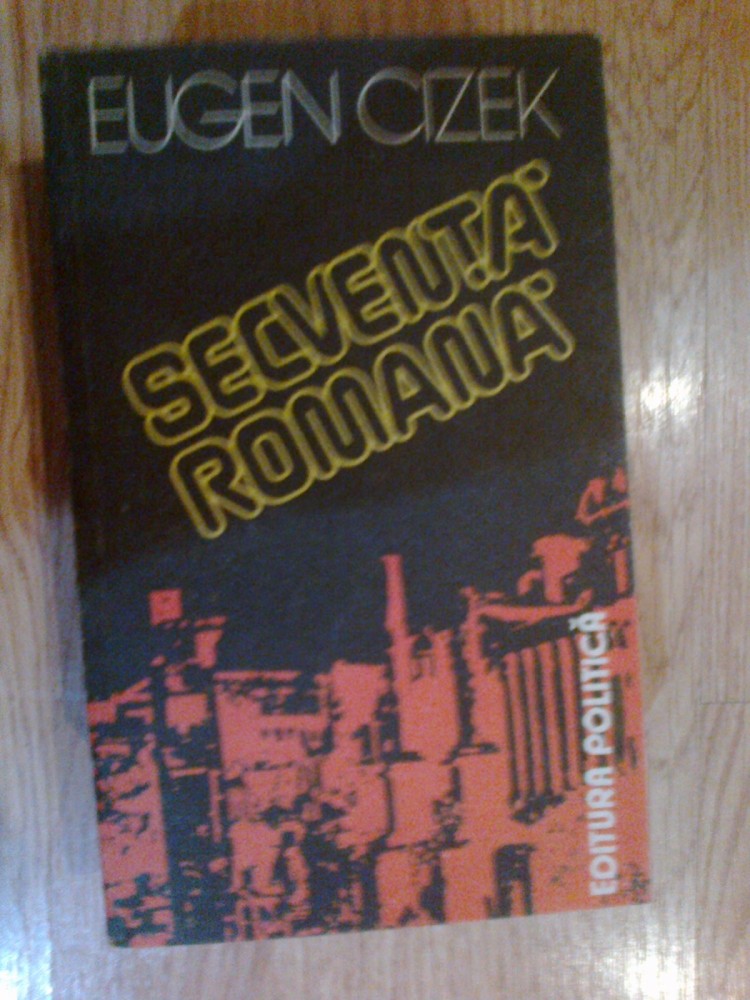 EUGEN CIZEK
SECVENȚĂ
ROMANĂ
EDITURA POLITICĂ